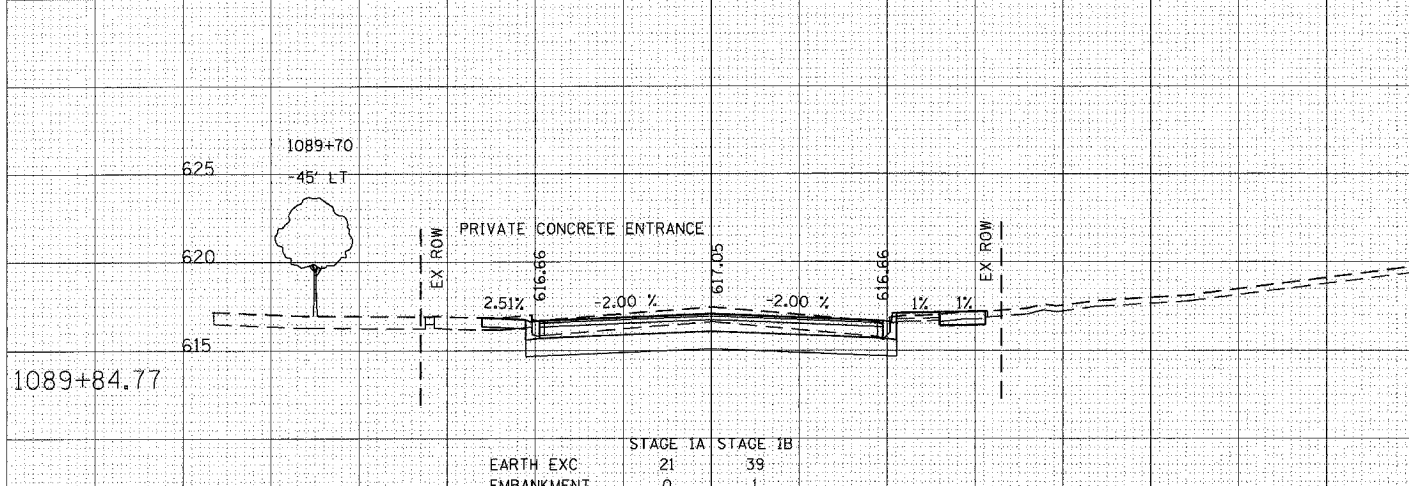 1089+70
-45' LT
625
620
615
EX ROW
PRIVATE CONCRETE ENTRANCE
616.66
617.05
616.66
EX ROW
2.51%
-2.00 %
-2.00 %
1%
1%
1089+84.77
STAGE 1A STAGE 1B
EARTH EXC 21 39
EMBANKMENT 0 1